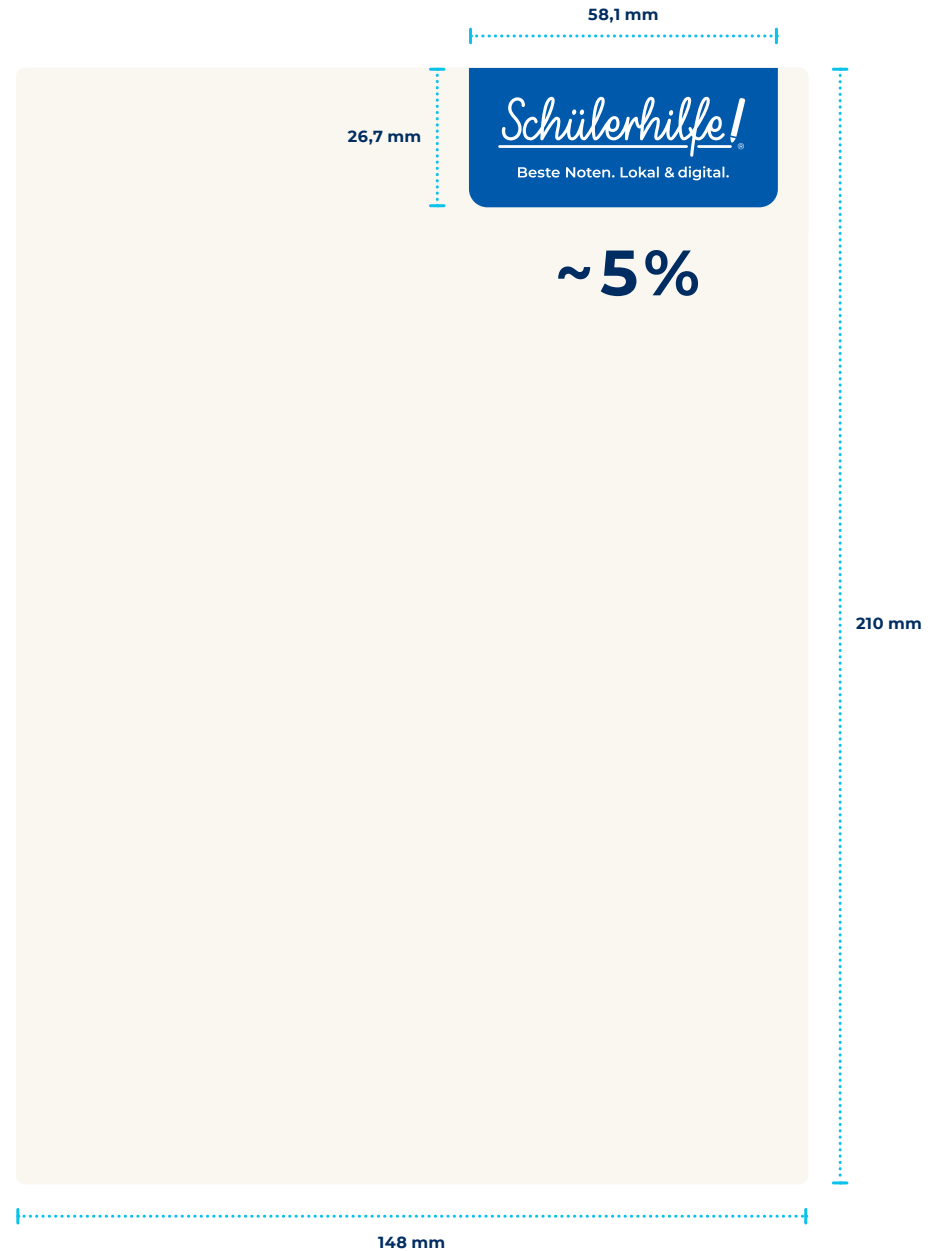 58,1 mm
26,7 mm
Schülerhilfe!
®
Beste Noten. Lokal & digital.
~5%
210 mm
148 mm